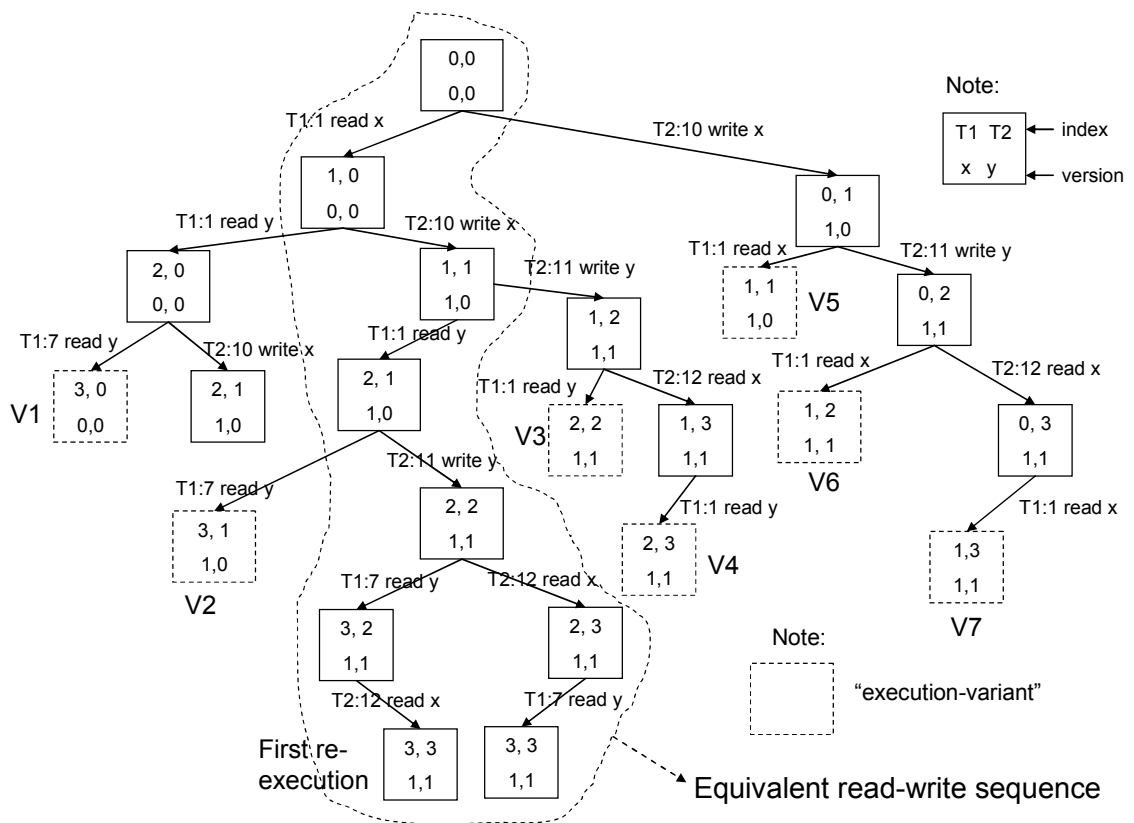 0,0
0,0
Note:
T1 T2
x y
index
version
T1:1 read x
T2:10 write x
1, 0
0, 0
0, 1
1,0
T1:1 read y
T2:10 write x
T1:1 read x
T2:11 write y
2, 0
0, 0
1, 1
1,0
T2:11 write y
1, 1
1,0
V5
0, 2
1,1
T1:7 read y
T2:10 write x
T1:1 read y
1, 2
1,1
T1:1 read x
T2:12 read x
V1
3, 0
0,0
2, 1
1,0
2, 1
1,0
T1:1 read y
T2:12 read x
V3
2, 2
1,1
1, 3
1,1
1, 2
1, 1
V6
0, 3
1,1
T1:7 read y
T2:11 write y
T1:1 read y
T1:1 read x
3, 1
1,0
V2
2, 2
1,1
2, 3
1,1
V4
1,3
1,1
V7
T1:7 read y
T2:12 read x
3, 2
1,1
2, 3
1,1
Note:
“execution-variant”
T2:12 read x
T1:7 read y
First re-
execution
3, 3
1,1
3, 3
1,1
Equivalent read-write sequence